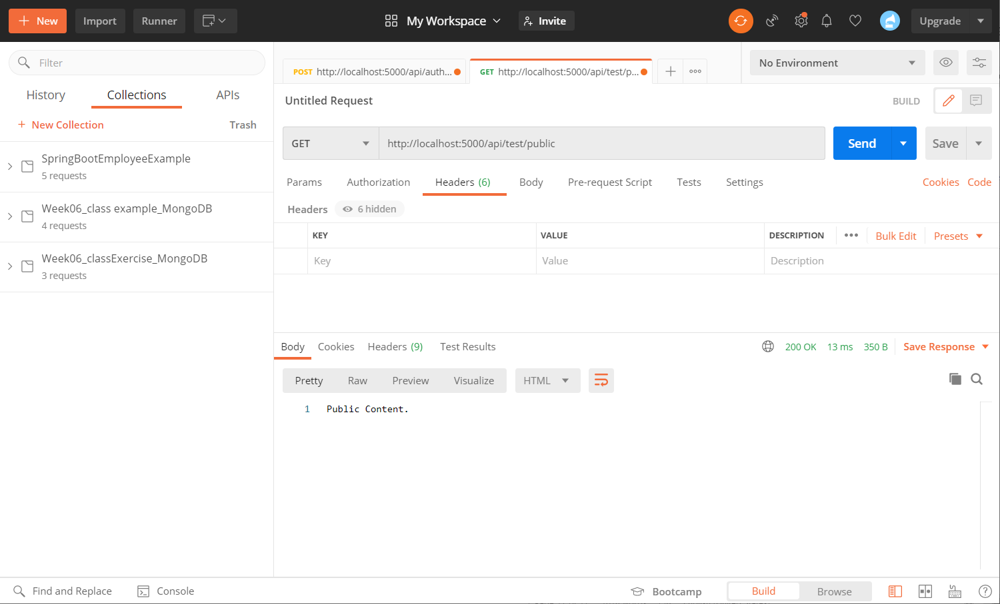 New Import Runner My Workspace Invite Upgrade
Filter
POST http://localhost:5000/api/auth... GET http://localhost:5000/api/test/p... No Environment
History Collections APIs
Untitled Request BUILD
+ New Collection Trash
GET http://localhost:5000/api/test/public Send Save
SpringBootEmployeeExample
5 requests
Week06_class example_MongoDB
4 requests
Week06_classExercise_MongoDB
3 requests
Params Authorization Headers (6) Body Pre-request Script Tests Settings Cookies Code
Headers 6 hidden
KEY VALUE DESCRIPTION Bulk Edit Presets
Key Value Description
Body Cookies Headers (9) Test Results 200 OK 13 ms 350 B Save Response
Pretty Raw Preview Visualize HTML
1 Public Content.
Find and Replace Console Bootcamp Build Browse